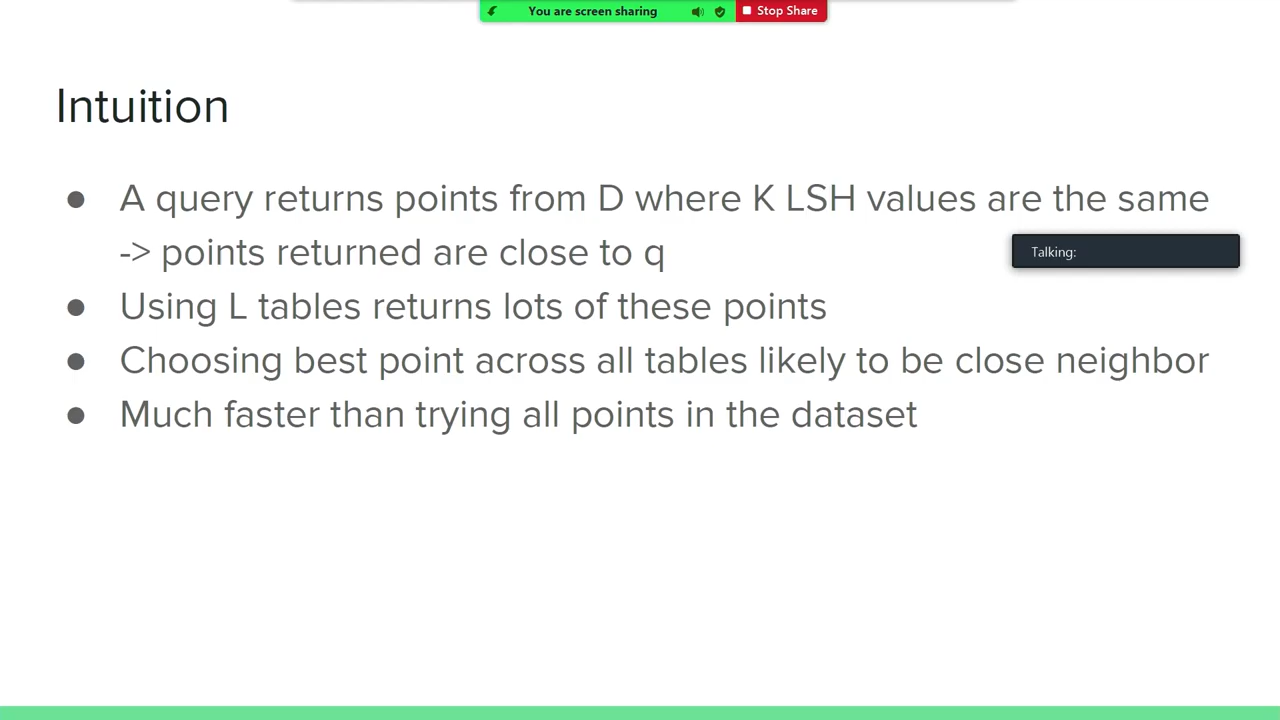 You are screen sharing
Stop Share
Intuition
● A query returns points from D where K LSH values are the same
-> points returned are close to q
Talking:
● Using L tables returns lots of these points
● Choosing best point across all tables likely to be close neighbor
● Much faster than trying all points in the dataset